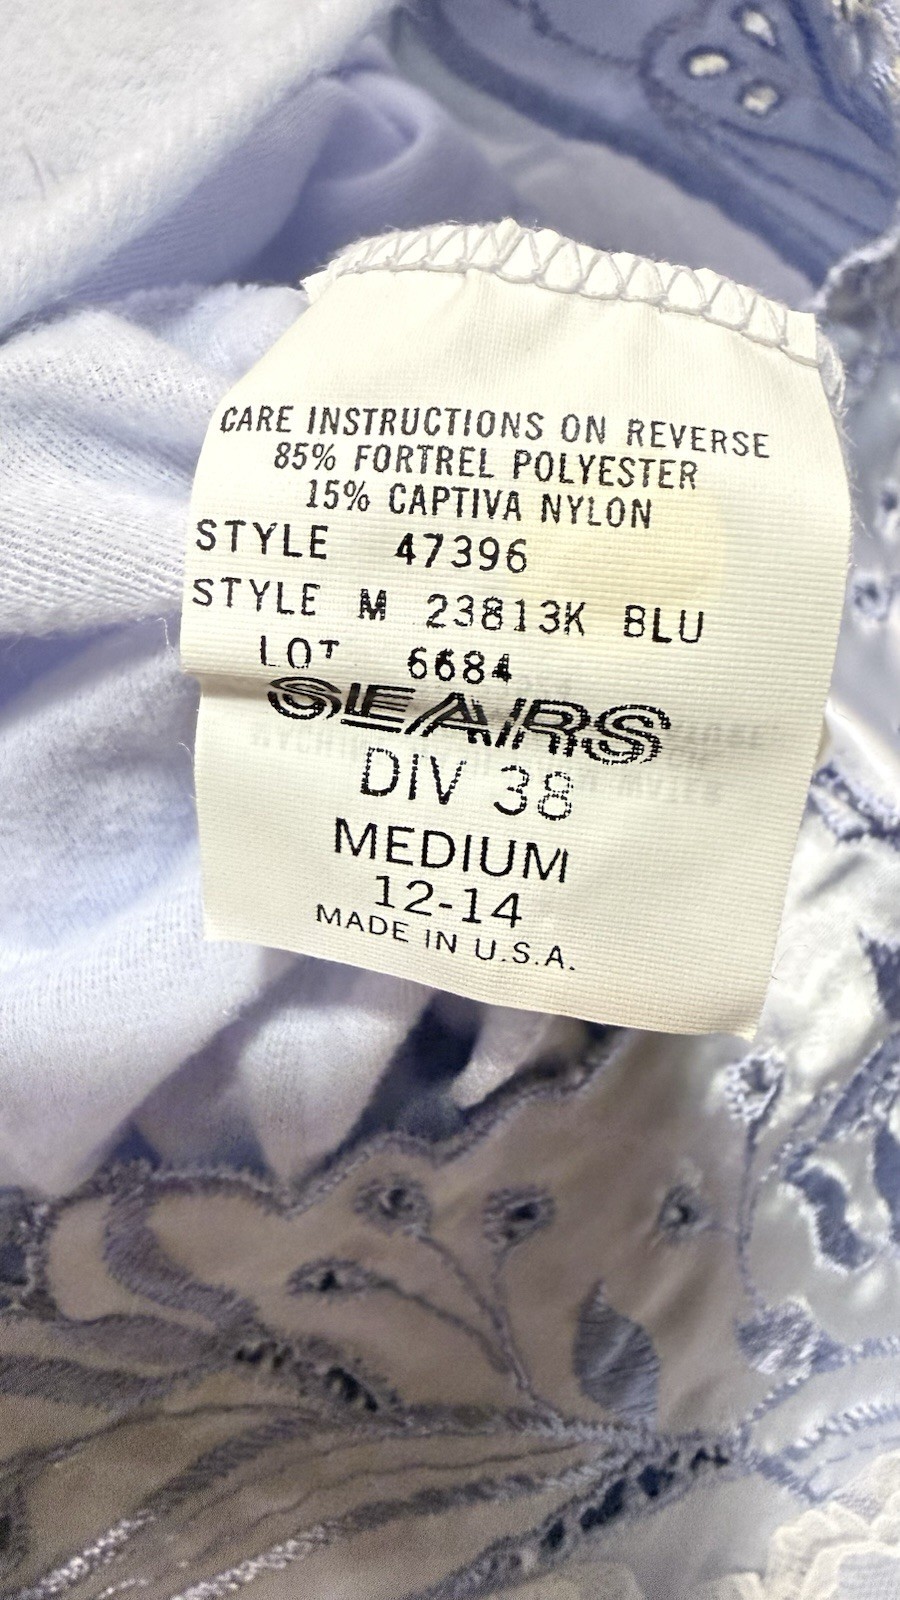 CARE INSTRUCTIONS ON REVERSE
85% FORTREL POLYESTER
15% CAPTIVA NYLON
STYLE 47396
STYLE M 23813K BLU
LOT 6684
SEARS
DIV 38
MEDIUM
12-14
MADE IN U.S.A.